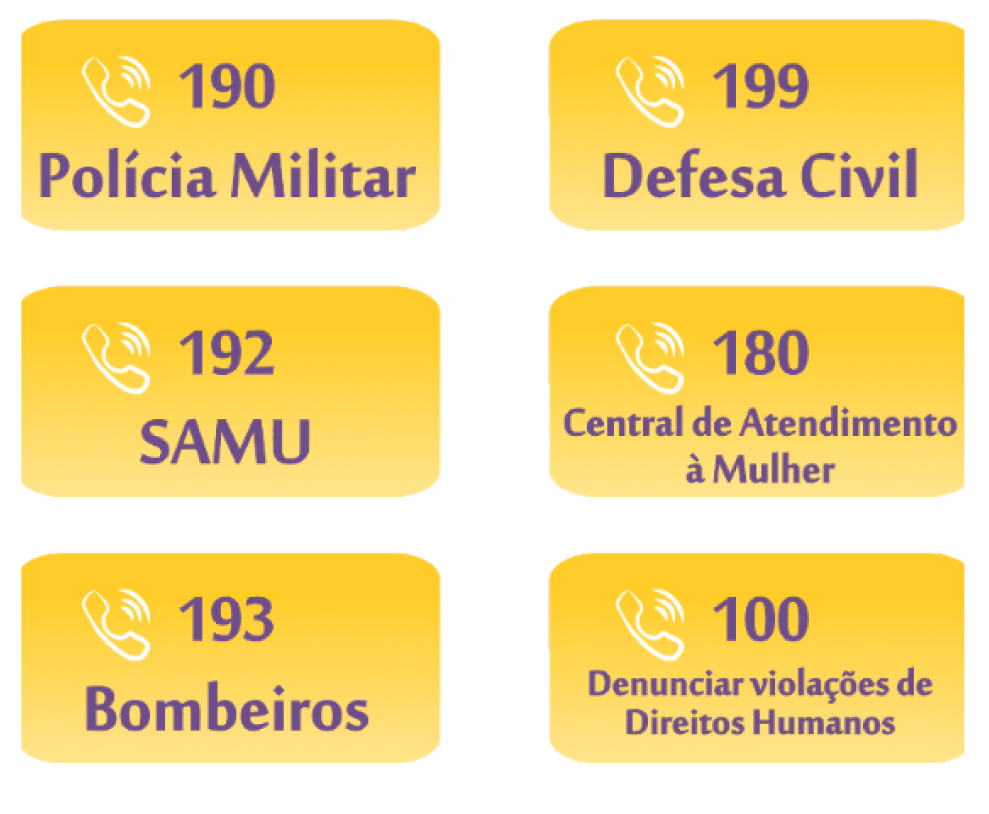 190
Polícia Militar
199
Defesa Civil
192
SAMU
180
Central de Atendimento
à Mulher
193
Bombeiros
100
Denunciar violações de
Direitos Humanos